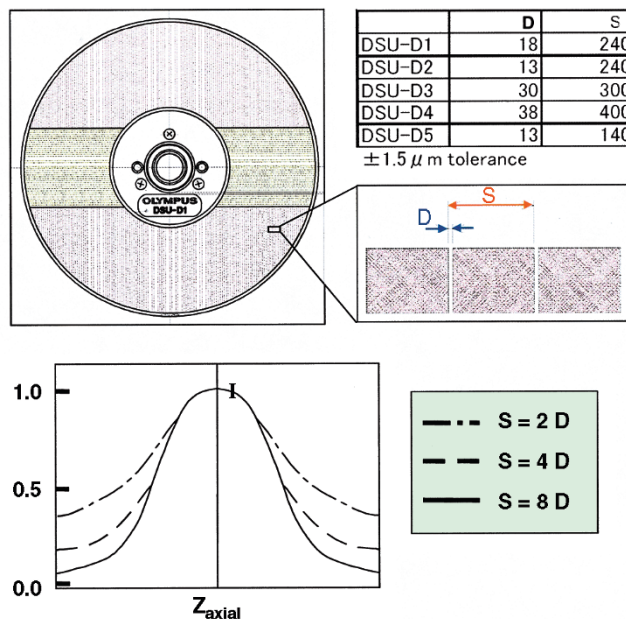 D S
DSU-D1 18 240
DSU-D2 13 240
DSU-D3 30 300
DSU-D4 38 400
DSU-D5 13 140
±1.5 μ m tolerance
OLYMPUS
DSU-D1
S
D
1.0
I
0.5
0.0
Zaxial
S = 2 D
S = 4 D
S = 8 D